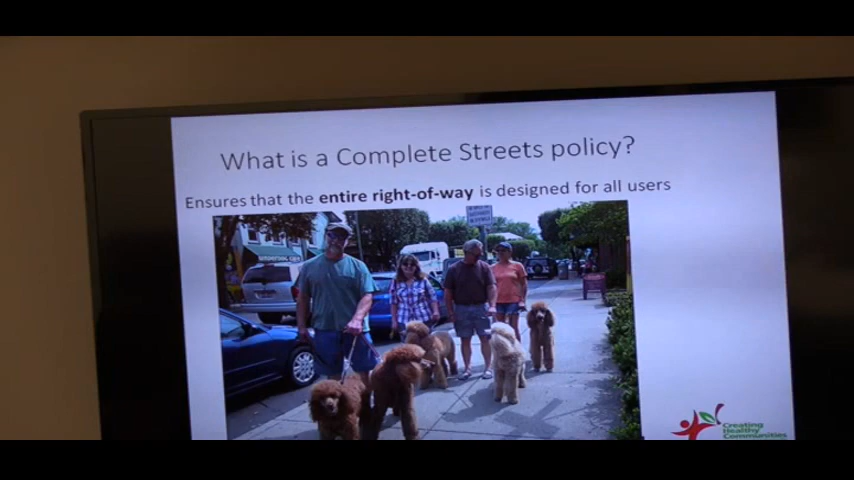 What is a Complete Streets policy?
Ensures that the entire right-of-way is designed for all users
Creating
Healthy
Communities